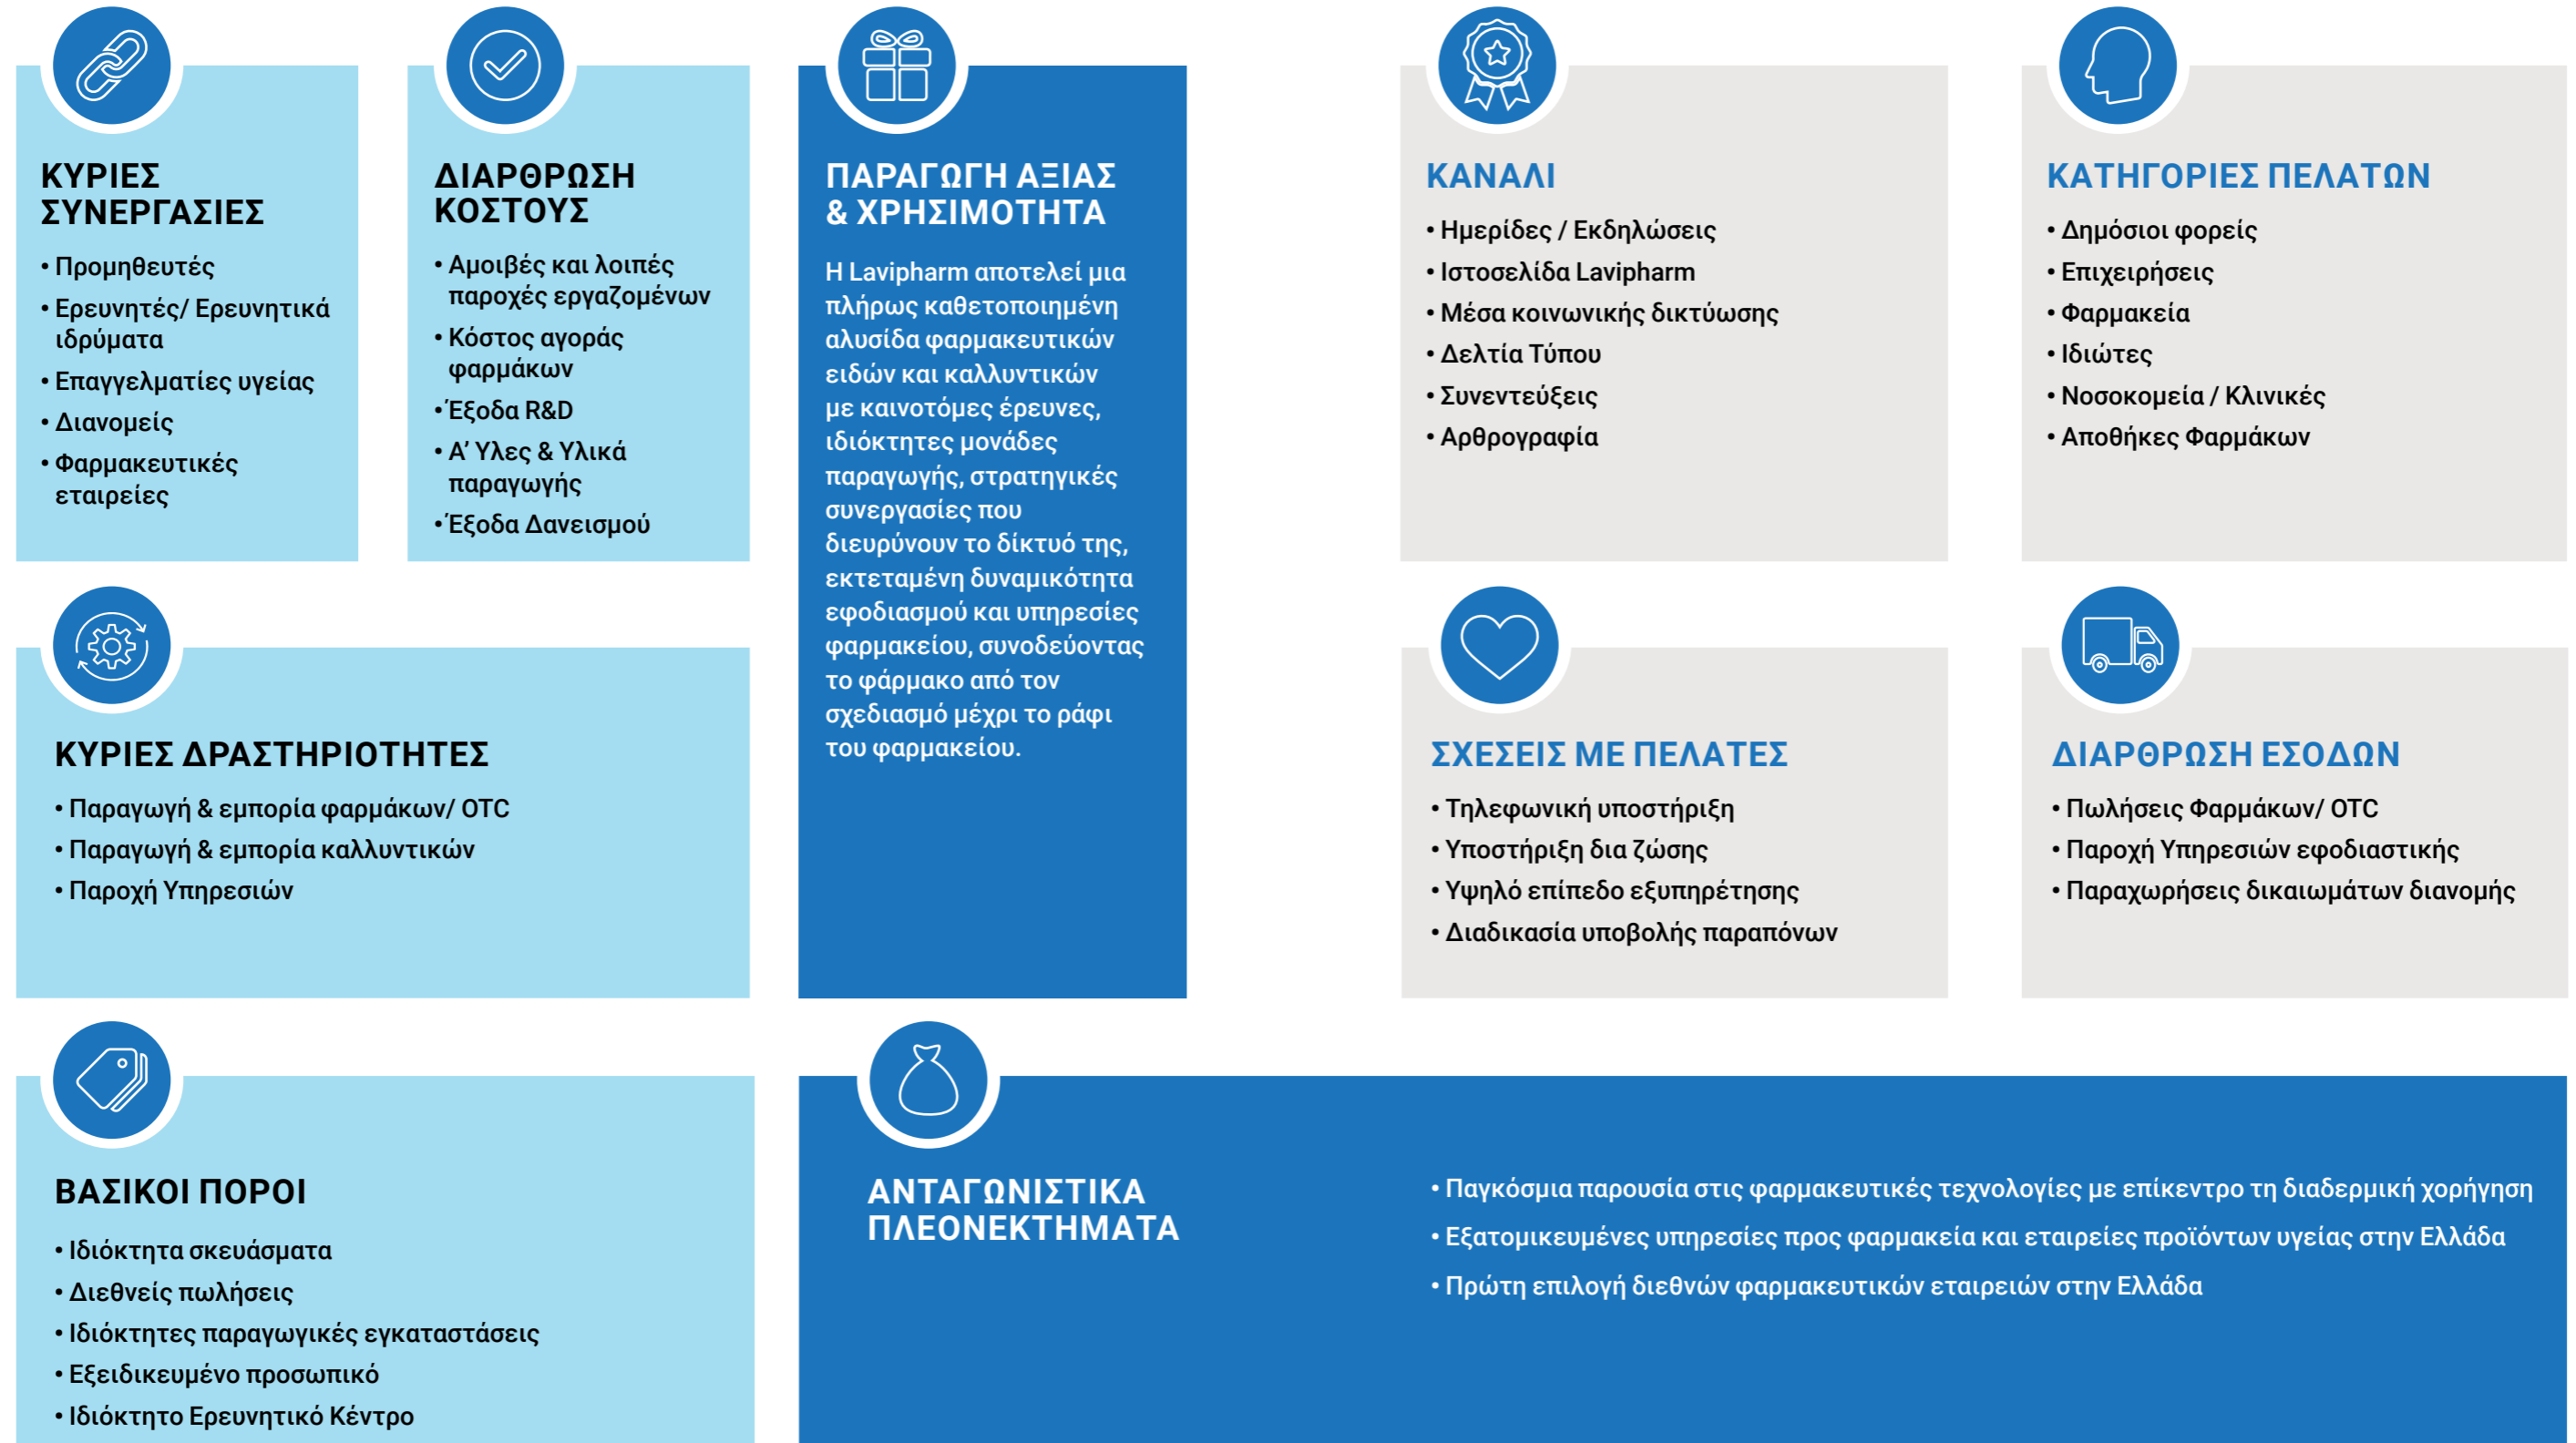 ΚΥΡΙΕΣ
ΣΥΝΕΡΓΑΣΙΕΣ
• Προμηθευτές
• Ερευνητές/ Ερευνητικά
ιδρύματα
• Επαγγελματίες υγείας
• Διανομείς
• Φαρμακευτικές
εταιρείες
ΔΙΑΡΘΡΩΣΗ
ΚΟΣΤΟΥΣ
• Αμοιβές και λοιπές
παροχές εργαζομένων
• Κόστος αγοράς
φαρμάκων
• Έξοδα R&D
• Α’ Υλες & Υλικά
παραγωγής
• Έξοδα Δανεισμού
ΠΑΡΑΓΩΓΗ ΑΞΙΑΣ
& ΧΡΗΣΙΜΟΤΗΤΑ
Η Lavipharm αποτελεί μια
πλήρως καθετοποιημένη
αλυσίδα φαρμακευτικών
ειδών και καλλυντικών
με καινοτόμες έρευνες,
ιδιόκτητες μονάδες
παραγωγής, στρατηγικές
συνεργασίες που
διευρύνουν το δίκτυό της,
εκτεταμένη δυναμικότητα
εφοδιασμού και υπηρεσίες
φαρμακείου, συνοδεύοντας
το φάρμακο από τον
σχεδιασμό μέχρι το ράφι
του φαρμακείου.
ΚΑΝΑΛΙ
• Ημερίδες / Εκδηλώσεις
• Ιστοσελίδα Lavipharm
• Μέσα κοινωνικής δικτύωσης
• Δελτία Τύπου
• Συνεντεύξεις
• Αρθρογραφία
ΚΑΤΗΓΟΡΙΕΣ ΠΕΛΑΤΩΝ
• Δημόσιοι φορείς
• Επιχειρήσεις
• Φαρμακεία
• Ιδιώτες
• Νοσοκομεία / Κλινικές
• Αποθήκες Φαρμάκων
ΚΥΡΙΕΣ ΔΡΑΣΤΗΡΙΟΤΗΤΕΣ
• Παραγωγή & εμπορία φαρμάκων/ OTC
• Παραγωγή & εμπορία καλλυντικών
• Παροχή Υπηρεσιών
ΣΧΕΣΕΙΣ ΜΕ ΠΕΛΑΤΕΣ
• Τηλεφωνική υποστήριξη
• Υποστήριξη δια ζώσης
• Υψηλό επίπεδο εξυπηρέτησης
• Διαδικασία υποβολής παραπόνων
ΔΙΑΡΘΡΩΣΗ ΕΣΟΔΩΝ
• Πωλήσεις Φαρμάκων/ OTC
• Παροχή Υπηρεσιών εφοδιαστικής
• Παραχωρήσεις δικαιωμάτων διανομής
ΒΑΣΙΚΟΙ ΠΟΡΟΙ
• Ιδιόκτητα σκευάσματα
• Διεθνείς πωλήσεις
• Ιδιόκτητες παραγωγικές εγκαταστάσεις
• Εξειδικευμένο προσωπικό
• Ιδιόκτητο Ερευνητικό Κέντρο
ΑΝΤΑΓΩΝΙΣΤΙΚΑ
ΠΛΕΟΝΕΚΤΗΜΑΤΑ
• Παγκόσμια παρουσία στις φαρμακευτικές τεχνολογίες με επίκεντρο τη διαδερμική χορήγηση
• Εξατομικευμένες υπηρεσίες προς φαρμακεία και εταιρείες προϊόντων υγείας στην Ελλάδα
• Πρώτη επιλογή διεθνών φαρμακευτικών εταιρειών στην Ελλάδα